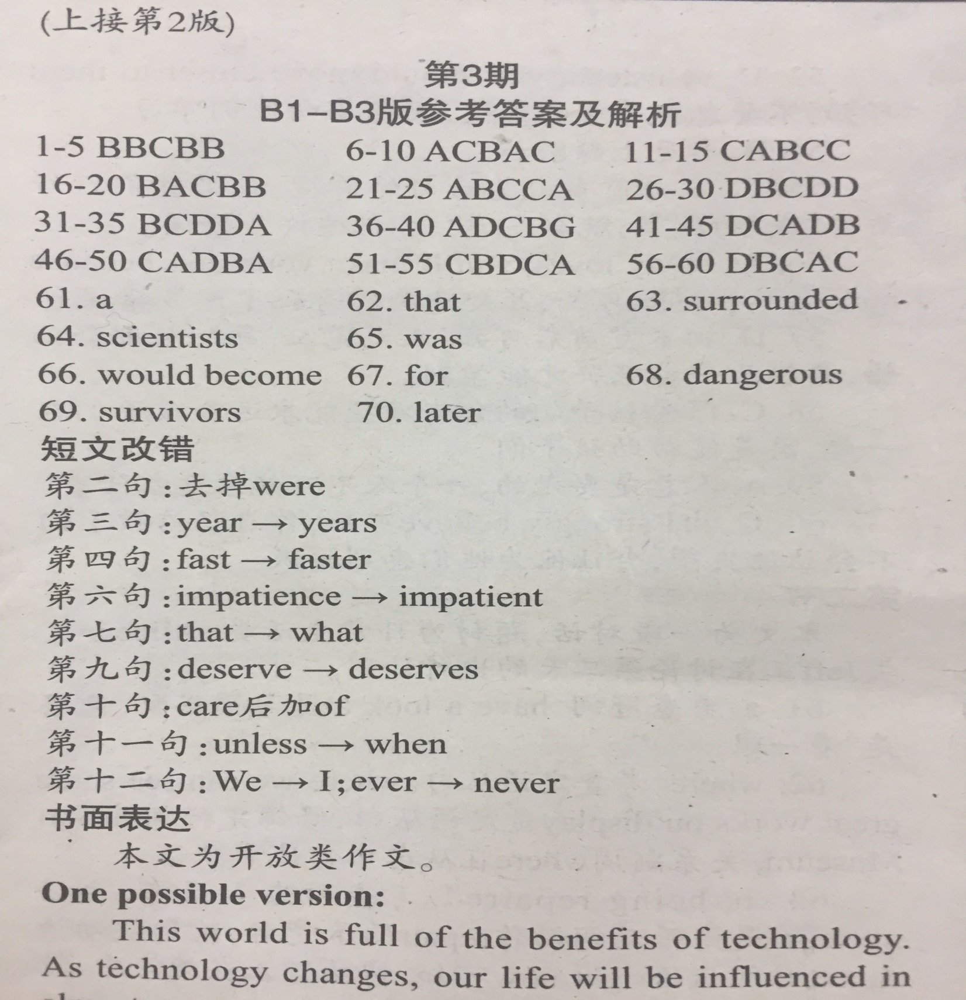 (上接第2版)
第3期
B1-B3版参考答案及解析
1-5 BBCBB 6-10 ACBAC 11-15 CABCC
16-20 BACBB 21-25 ABCCA 26-30 DBCDD
31-35 BCDDA 36-40 ADCBG 41-45 DCADB
46-50 CADBA 51-55 CBDCA 56-60 DBCAC
61. a 62. that 63. surrounded
64. scientists 65. was
66. would become 67. for 68. dangerous
69. survivors 70. later
短文改错
第二句:去掉were
第三句:year → years
第四句:fast → faster
第六句:impatience → impatient
第七句:that → what
第九句:deserve → deserves
第十句:care后加of
第十一句:unless → when
第十二句:We → I;ever → never
书面表达
本文为开放类作文。
One possible version:
This world is full of the benefits of technology.
As technology changes, our life will be influenced in